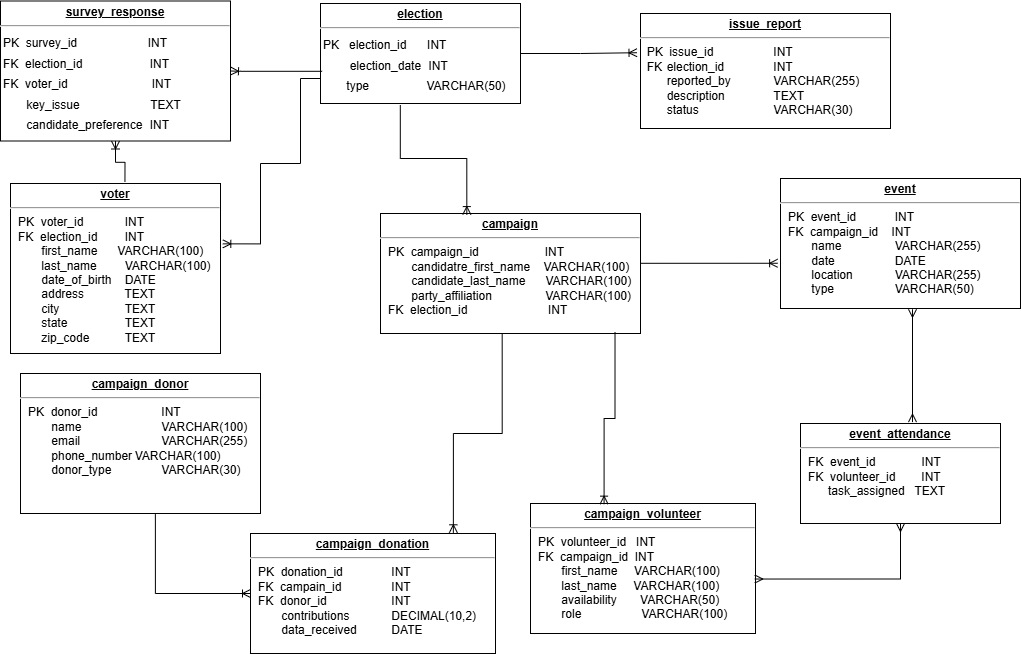 survey_response
PK survey_id INT
FK election_id INT
FK voter_id INT
key_issue TEXT
candidate_preference INT
election
PK election_id INT
election_date INT
type VARCHAR(50)
issue_report
PK issue_id INT
FK election_id INT
reported_by VARCHAR(255)
description TEXT
status VARCHAR(30)
voter
PK voter_id INT
FK election_id INT
first_name VARCHAR(100)
last_name VARCHAR(100)
date_of_birth DATE
address TEXT
city TEXT
state TEXT
zip_code TEXT
campaign
PK campaign_id INT
candidatre_first_name VARCHAR(100)
candidate_last_name VARCHAR(100)
party_affiliation VARCHAR(100)
FK election_id INT
event
PK event_id INT
FK campaign_id INT
name VARCHAR(255)
date DATE
location VARCHAR(255)
type VARCHAR(50)
campaign_donor
PK donor_id INT
name VARCHAR(100)
email VARCHAR(255)
phone_number VARCHAR(100)
donor_type VARCHAR(30)
event_attendance
FK event_id INT
FK volunteer_id INT
task_assigned TEXT
campaign_donation
PK donation_id INT
FK campain_id INT
FK donor_id INT
contributions DECIMAL(10,2)
data_received DATE
campaign_volunteer
PK volunteer_id INT
FK campaign_id INT
first_name VARCHAR(100)
last_name VARCHAR(100)
availability VARCHAR(50)
role VARCHAR(100)